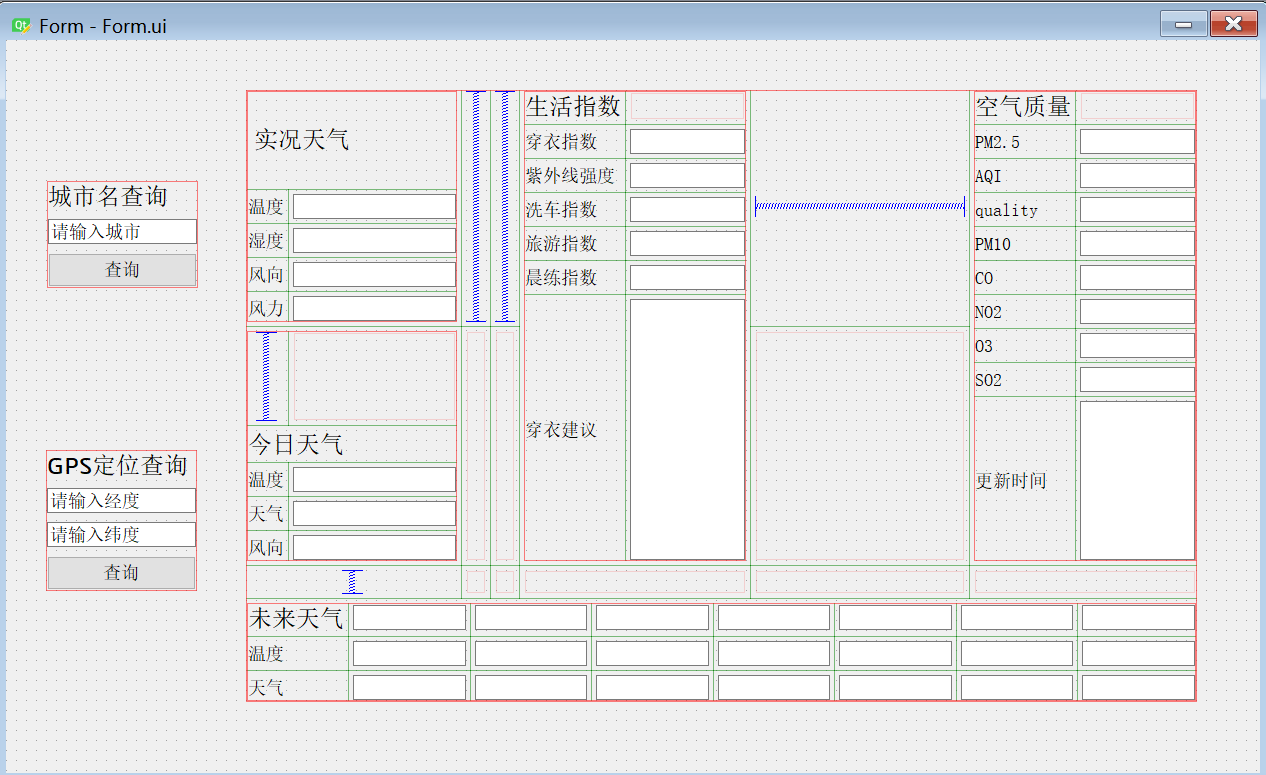 Form - Form.ui
城市名查询
请输入城市
查询
GPS定位查询
请输入经度
请输入纬度
查询
实况天气
温度
湿度
风向
风力
今日天气
温度
天气
风向
生活指数
穿衣指数
紫外线强度
洗车指数
旅游指数
晨练指数
穿衣建议
空气质量
PM2.5
AQI
quality
PM10
CO
NO2
O3
SO2
更新时间
未来天气
温度
天气